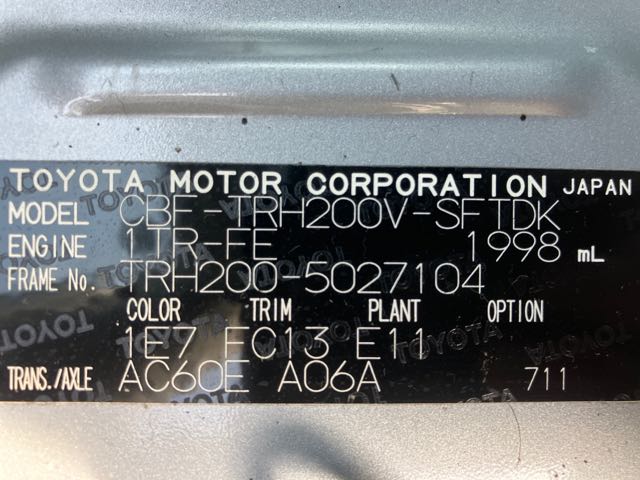 TOYOTA MOTOR CORPORATION JAPAN
MODEL CBF-TRH200V-SFTDK
ENGINE 1TR-FE 1998 mL
FRAME No. TRH200-5027104
COLOR TRIM PLANT OPTION
1E7 FC13 E11
TRANS./AXLE AC60E A06A 711